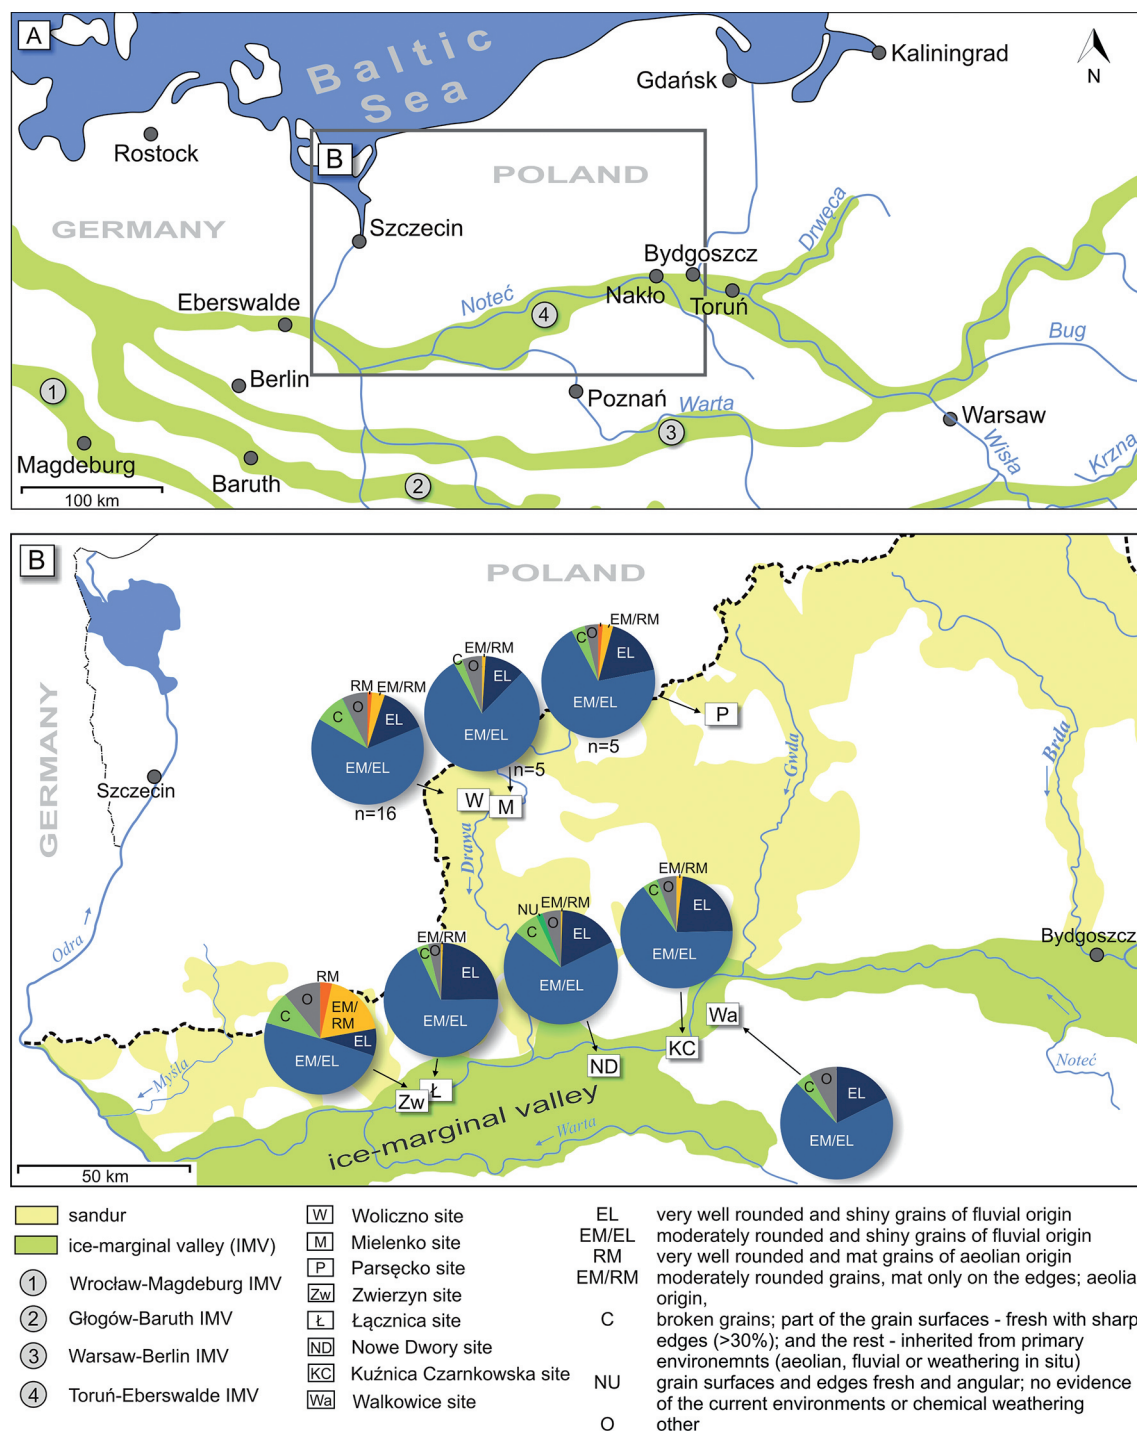 A
Baltic
Sea
Kaliningrad
Gdańsk
N
Rostock
B
POLAND
GERMANY
Szczecin
Drwęca
Bydgoszcz
Eberswalde
Noteć
Nakło
Toruń
4
Bug
Berlin
1
Poznań
Warta
Warsaw
3
Wisła
Krzna
Magdeburg
Baruth
2
100 km
B
POLAND
GERMANY
C O EM/RM
EL
EM/EL
n=5
P
EM/RM
C O EL
EM/EL
n=5
RM EM/RM
C O EL
EM/EL
n=16
W
M
Szczecin
Drawa
Gwda
Brda
Odra
EM/RM
C O EL
EM/EL
NU EM/RM
C O EL
EM/EL
EM/RM
C O EL
EM/EL
RM
O EM/
RM
C EL
EM/EL
Bydgoszcz
Wa
KC
ND
Ł
Zw
Myśla
Noteć
C O EL
EM/EL
ice-marginal valley
Warta
50 km
sandur
ice-marginal valley (IMV)
1 Wrocław-Magdeburg IMV
2 Głogów-Baruth IMV
3 Warsaw-Berlin IMV
4 Toruń-Eberswalde IMV
W Woliczno site
M Mielenko site
P Parsęcko site
Zw Zwierzyn site
Ł Łącznica site
ND Nowe Dwory site
KC Kuźnica Czarnkowska site
Wa Walkowice site
EL very well rounded and shiny grains of fluvial origin
EM/EL moderately rounded and shiny grains of fluvial origin
RM very well rounded and mat grains of aeolian origin
EM/RM moderately rounded grains, mat only on the edges; aeolia
origin,
C broken grains; part of the grain surfaces - fresh with sharp
edges (>30%); and the rest - inherited from primary
environemnts (aeolian, fluvial or weathering in situ)
NU grain surfaces and edges fresh and angular; no evidence
of the current environments or chemical weathering
O other